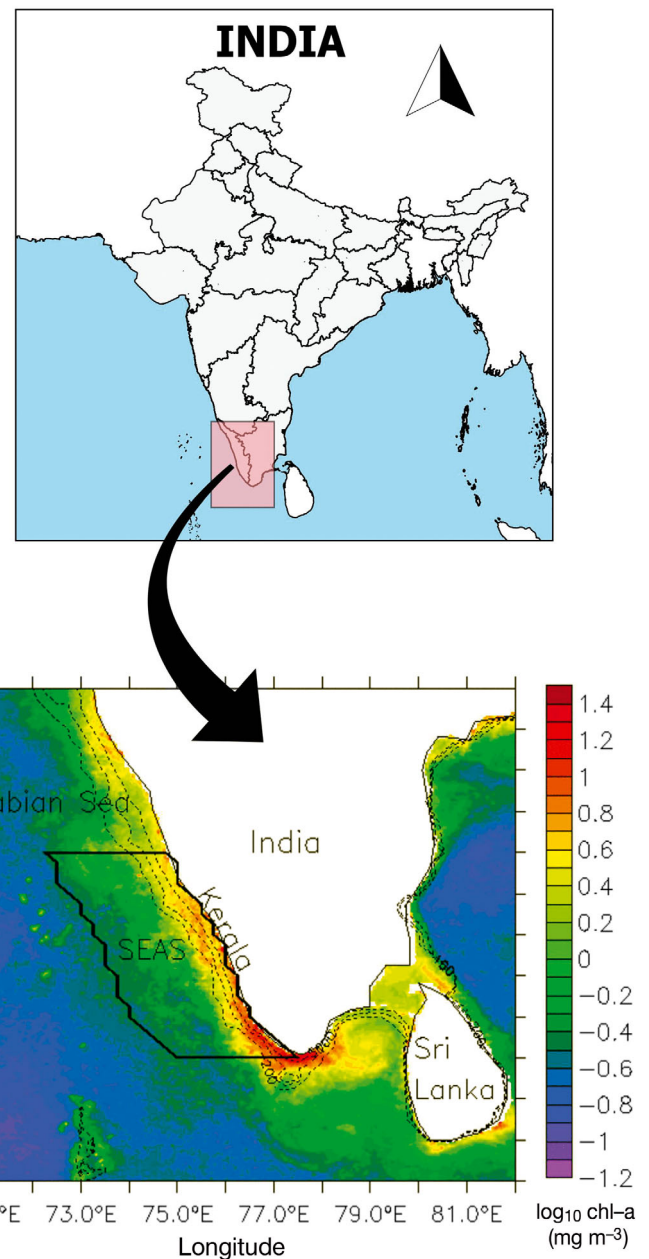 INDIA
1.4
1.2
abian Sea
1
0.8
India
0.6
0.4
Kerala
0.2
SEAS
0
−0.2
−0.4
Sri
Lanka
−0.6
−0.8
−1
−1.2
°E 73.0°E 75.0°E 77.0°E 79.0°E 81.0°E
Longitude
log10 chl–a
(mg m–3)